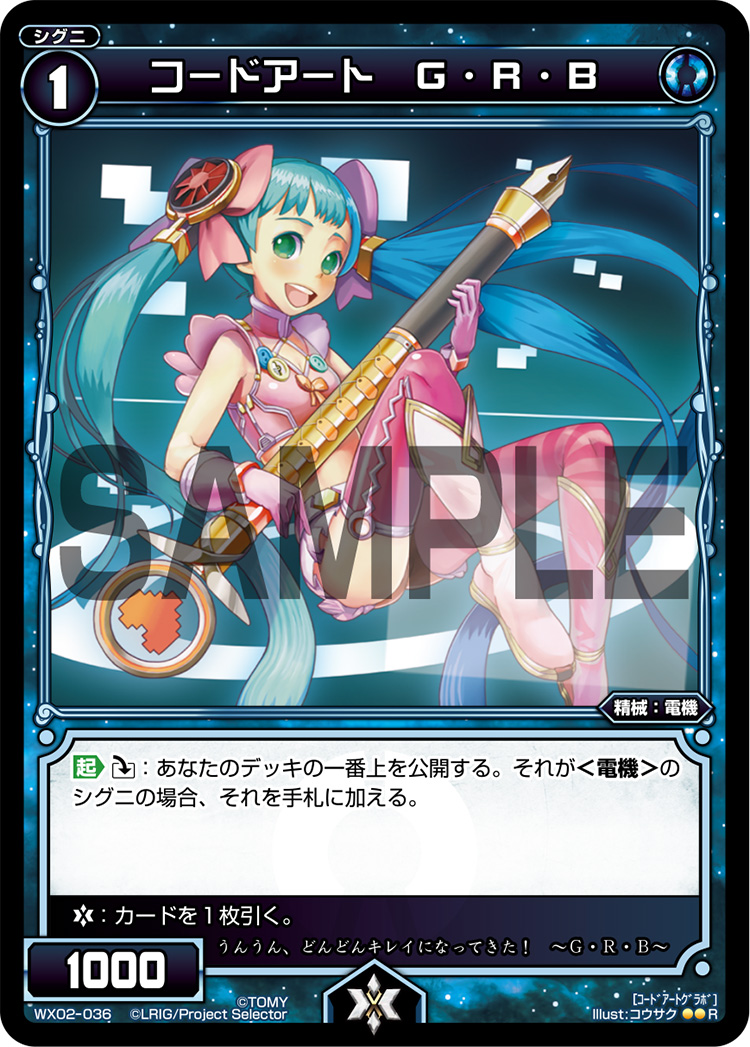 シグニ
1
コードアート G・R・B
SAMPLE
精械：電機
起 ：あなたのデッキの一番上を公開する。それが＜電機＞の
シグニの場合、それを手札に加える。
：カードを１枚引く。
うんうん、どんどんキレイになってきた！ ～G・R・B～
1000
©TOMY
[ｺｰﾄﾞｱｰﾄｸﾞﾗﾎﾞ]
WX02-036 ©LRIG/Project Selector
Illust:コウサク R